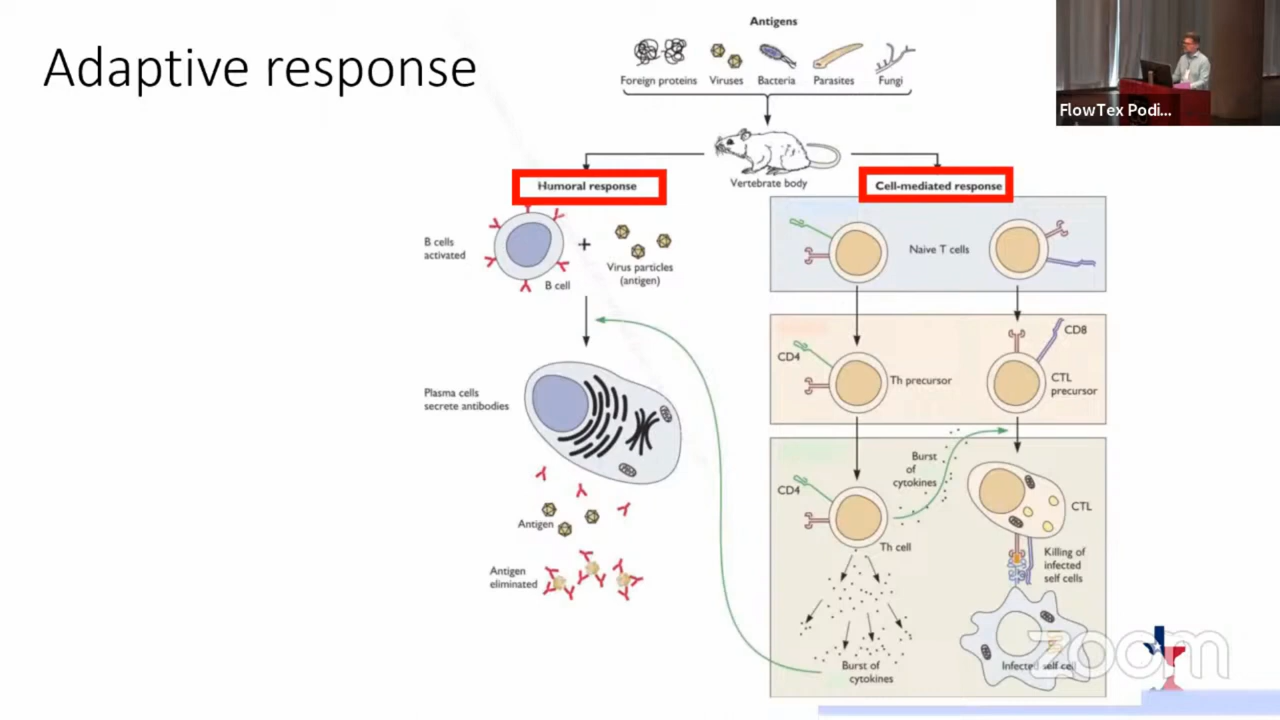 Adaptive response
Antigens
Foreign proteins
Viruses
Bacteria
Parasites
Fungi
FlowTex Podi...
Vertebrate body
Humoral response
Cell-mediated response
B cells
activated
B cell
Virus particles
(antigen)
Naive T cells
CD4
Th precursor
CD8
CTL
precursor
Plasma cells
secrete antibodies
Burst
of
cytokines
CD4
Th cell
CTL
Antigen
Killing of
infected
self cells
Antigen
eliminated
Burst of
cytokines
Infected self cell
zoom